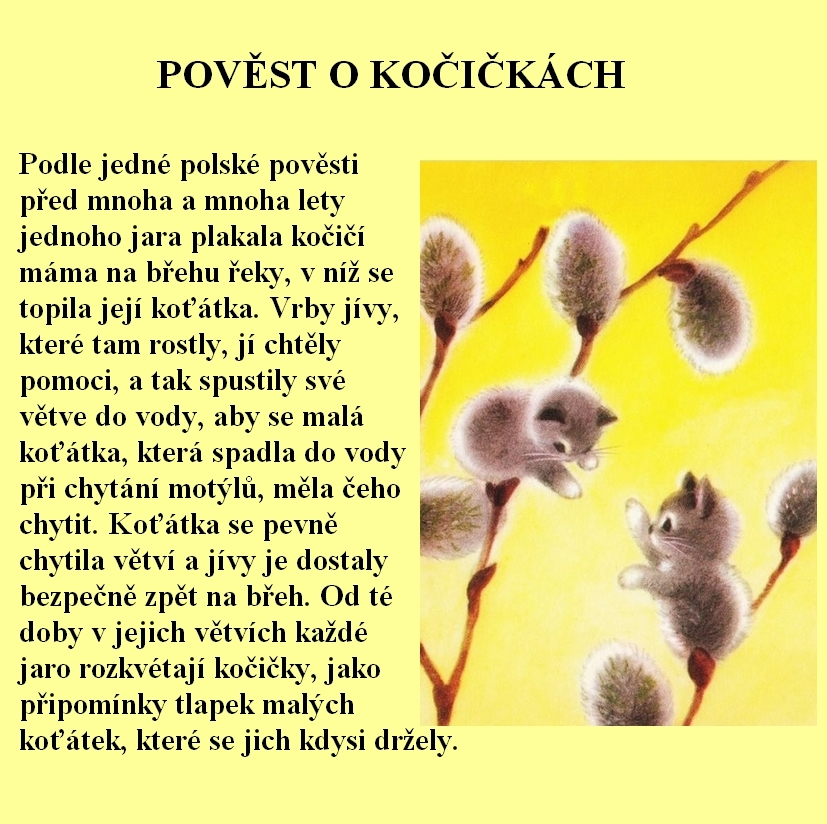 POVĚST O KOČIČKÁCH
Podle jedné polské pověsti
před mnoha a mnoha lety
jednoho jara plakala kočičí
máma na břehu řeky, v níž se
topila její koťátka. Vrby jívy,
které tam rostly, jí chtěly
pomoci, a tak spustily své
větve do vody, aby se malá
koťátka, která spadla do vody
při chytání motýlů, měla čeho
chytit. Koťátka se pevně
chytila větví a jívy je dostaly
bezpečně zpět na břeh. Od té
doby v jejich větvích každé
jaro rozkvétají kočičky, jako
připomínky tlapek malých
koťátek, které se jich kdysi držely.